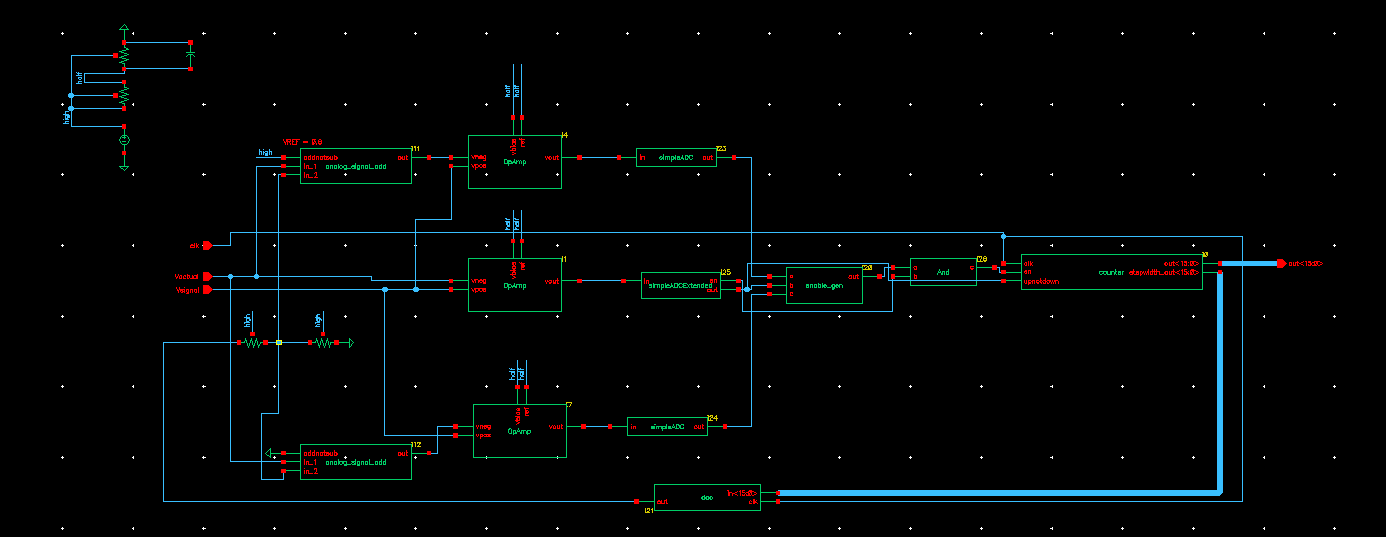 half
high
half
half
VREF = 1.8
I4
high
I11
addnotsub
out
in_1
analog_signal_add
in_2
vbias
ref
vneg
OpAmp
vout
vpos
I23
in
simpleADC
out
half
half
clk
I1
vbias
ref
vneg
OpAmp
vout
vpos
Vactual
Vsignal
I25
en
simpleADCExtended
out
I20
a
out
b
enable_gen
c
I28
a
And
o
b
I0
clk
out<15:0>
out<15:0>
en
counter
stepwidth_out<15:0>
upnotdown
high
high
half
half
I7
vbias
ref
vneg
vout
OpAmp
vpos
I24
in
simpleADC
out
I12
addnotsub
out
in_1
analog_signal_add
in_2
dac
in<15:0>
out
clk
I21